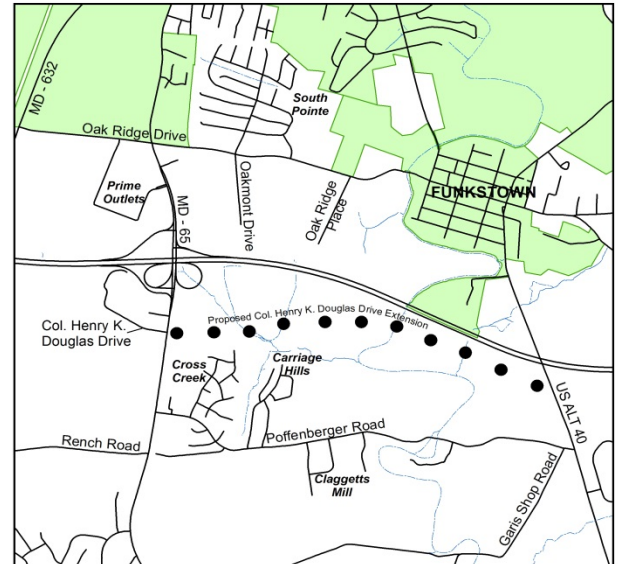 MD - 632
South
Pointe
Oak Ridge Drive
FUNKSTOWN
Prime
Outlets
MD - 65
Oakmont Drive
Oak Ridge
Place
Col. Henry K.
Douglas Drive
Proposed Col. Henry K. Douglas Drive Extension
Cross
Creek
Carriage
Hills
US ALT 40
Rench Road
Poffenberger Road
Claggetts
Mill
Garis Shop Road